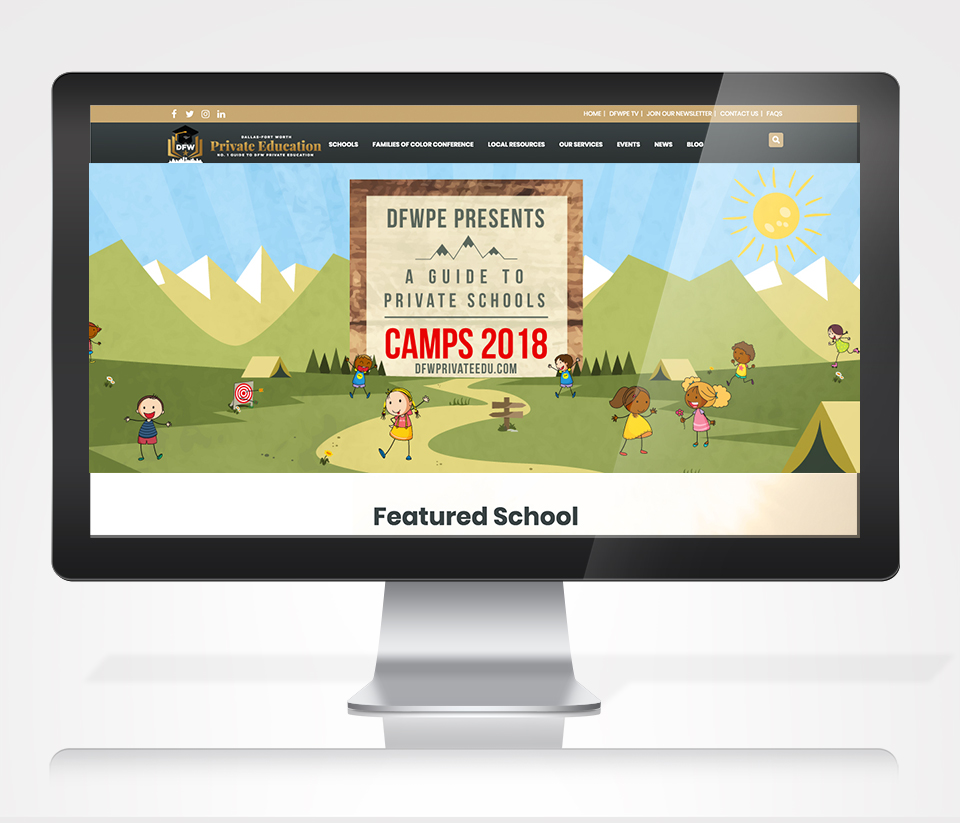 HOME | DFWPE TV | JOIN OUR NEWSLETTER | CONTACT US | FAQS
DALLAS-FORT WORTH
DFW Private Education
NO. 1 GUIDE TO DFW PRIVATE EDUCATION
SCHOOLS FAMILIES OF COLOR CONFERENCE LOCAL RESOURCES OUR SERVICES EVENTS NEWS BLOG
DFWPE PRESENTS
A GUIDE TO
PRIVATE SCHOOLS
CAMPS 2018
DFWPRIVATEEDU.COM
Featured School